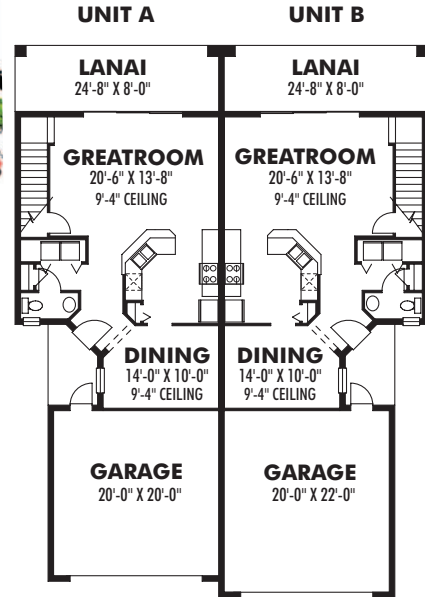 UNIT A
UNIT B
LANAI
24'-8" X 8'-0"
LANAI
24'-8" X 8'-0"
GREATROOM
20'-6" X 13'-8"
9'-4" CEILING
GREATROOM
20'-6" X 13'-8"
9'-4" CEILING
DINING
14'-0" X 10'-0"
9'-4" CEILING
DINING
14'-0" X 10'-0"
9'-4" CEILING
GARAGE
20'-0" X 20'-0"
GARAGE
20'-0" X 22'-0"